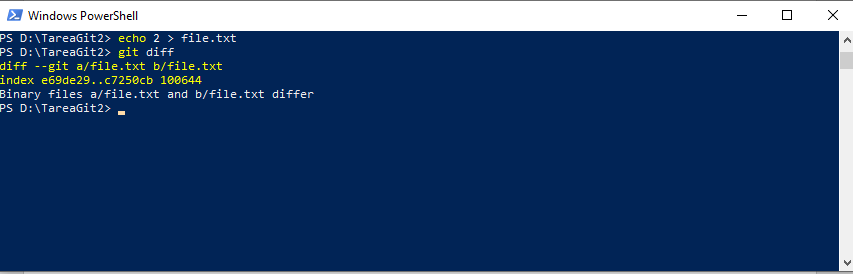 Windows PowerShell
PS D:\TareaGit2> echo 2 > file.txt
PS D:\TareaGit2> git diff
diff --git a/file.txt b/file.txt
index e69de29..c7250cb 100644
Binary files a/file.txt and b/file.txt differ
PS D:\TareaGit2>